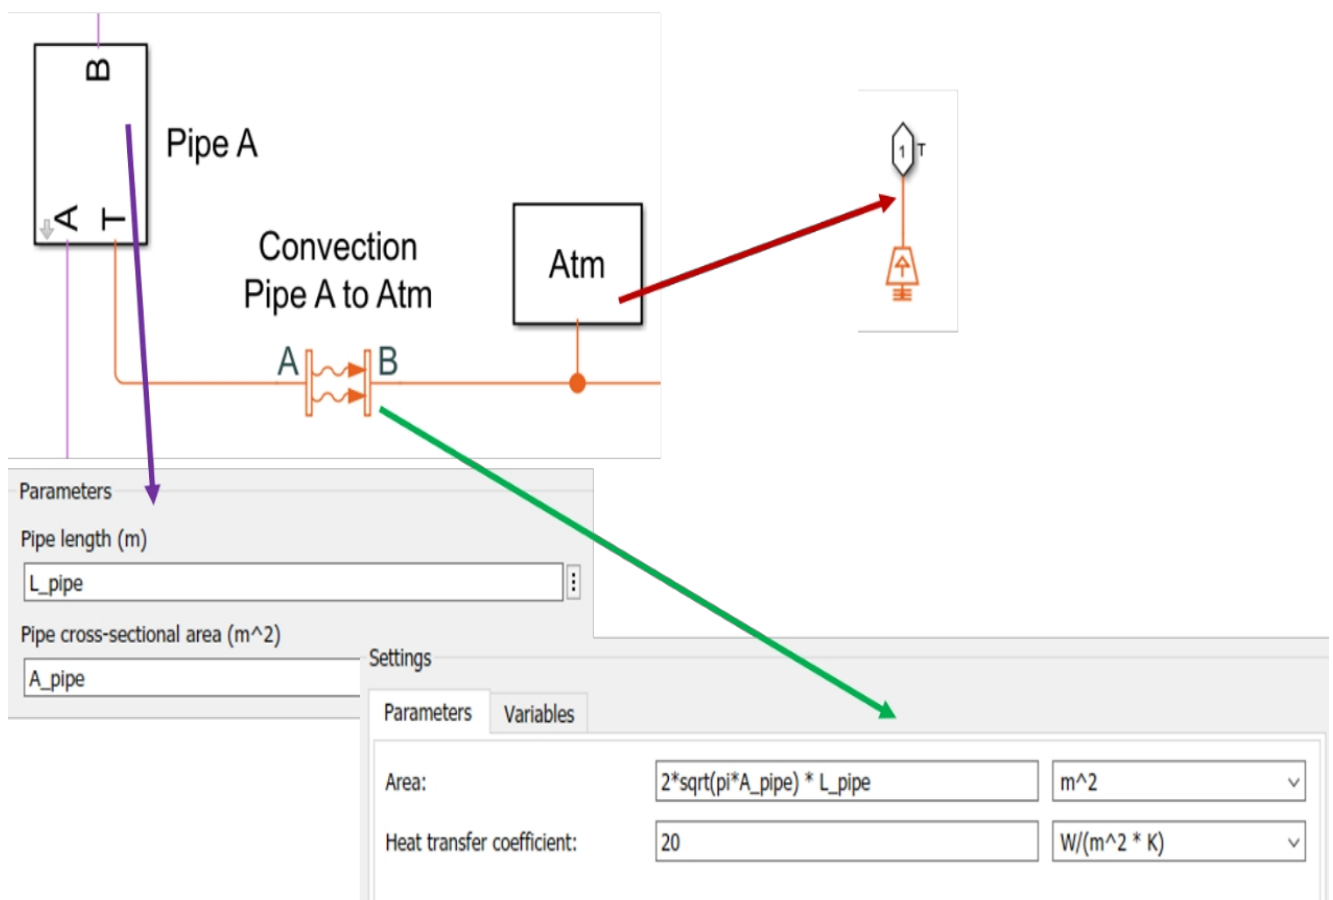 B
Pipe A
A
T
Convection
Pipe A to Atm
A
B
Atm
1
T
Parameters
Pipe length (m)
L_pipe
Pipe cross-sectional area (m^2)
A_pipe
Settings
Parameters
Variables
Area:
2*sqrt(pi*A_pipe) * L_pipe
m^2
Heat transfer coefficient:
20
W/(m^2 * K)